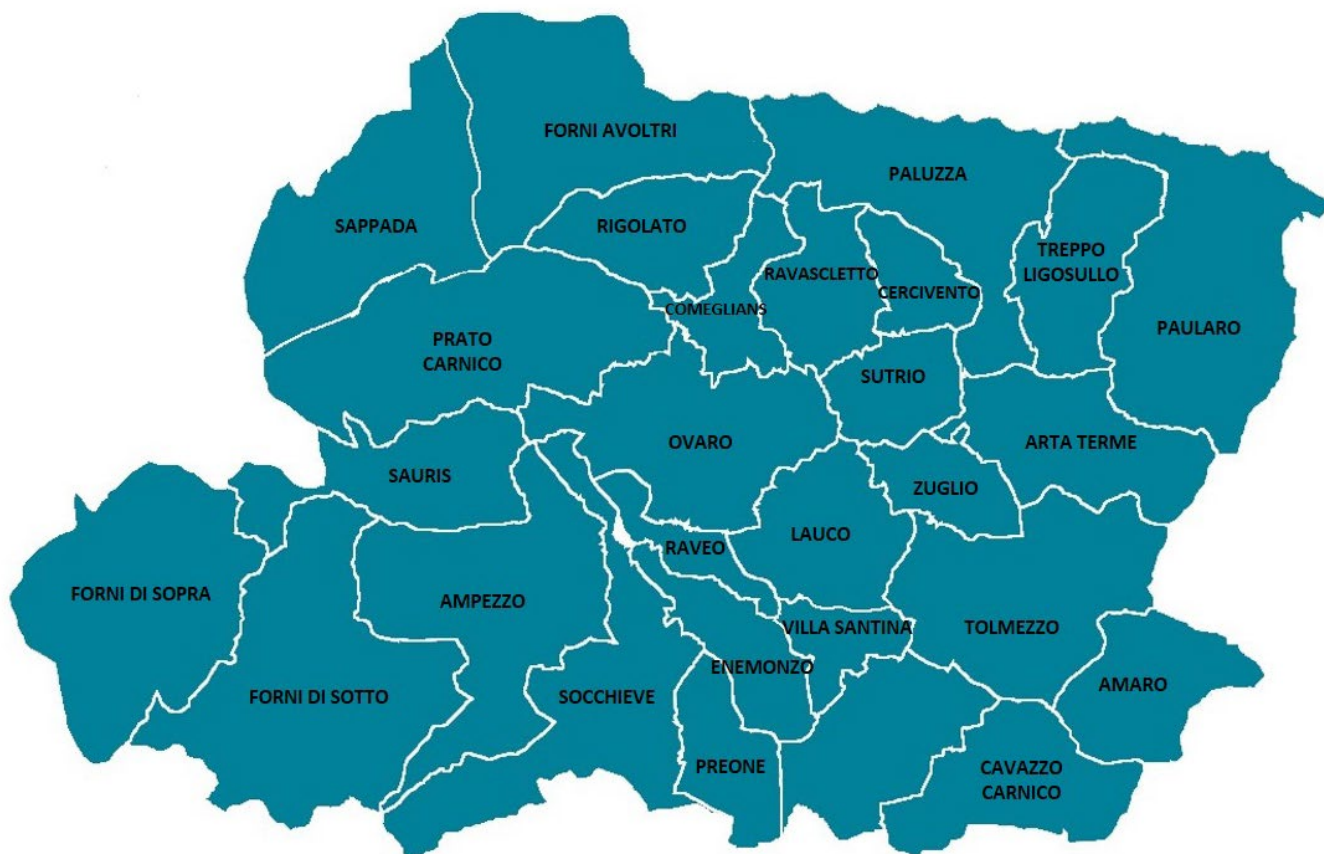 FORNI AVOLTRI
PALUZZA
SAPPADA
RIGOLATO
TREPPO
LIGOSULLO
RAVASCLETTO
CERCIVENTO
COMEGLIANS
PAULARO
PRATO
CARNICO
SUTRIO
OVARO
ARTA TERME
SAURIS
ZUGLIO
LAUCO
RAVEO
FORNI DI SOPRA
AMPEZZO
VILLA SANTINA
TOLMEZZO
ENEMONZO
AMARO
FORNI DI SOTTO
SOCCHIEVE
PREONE
CAVAZZO
CARNICO